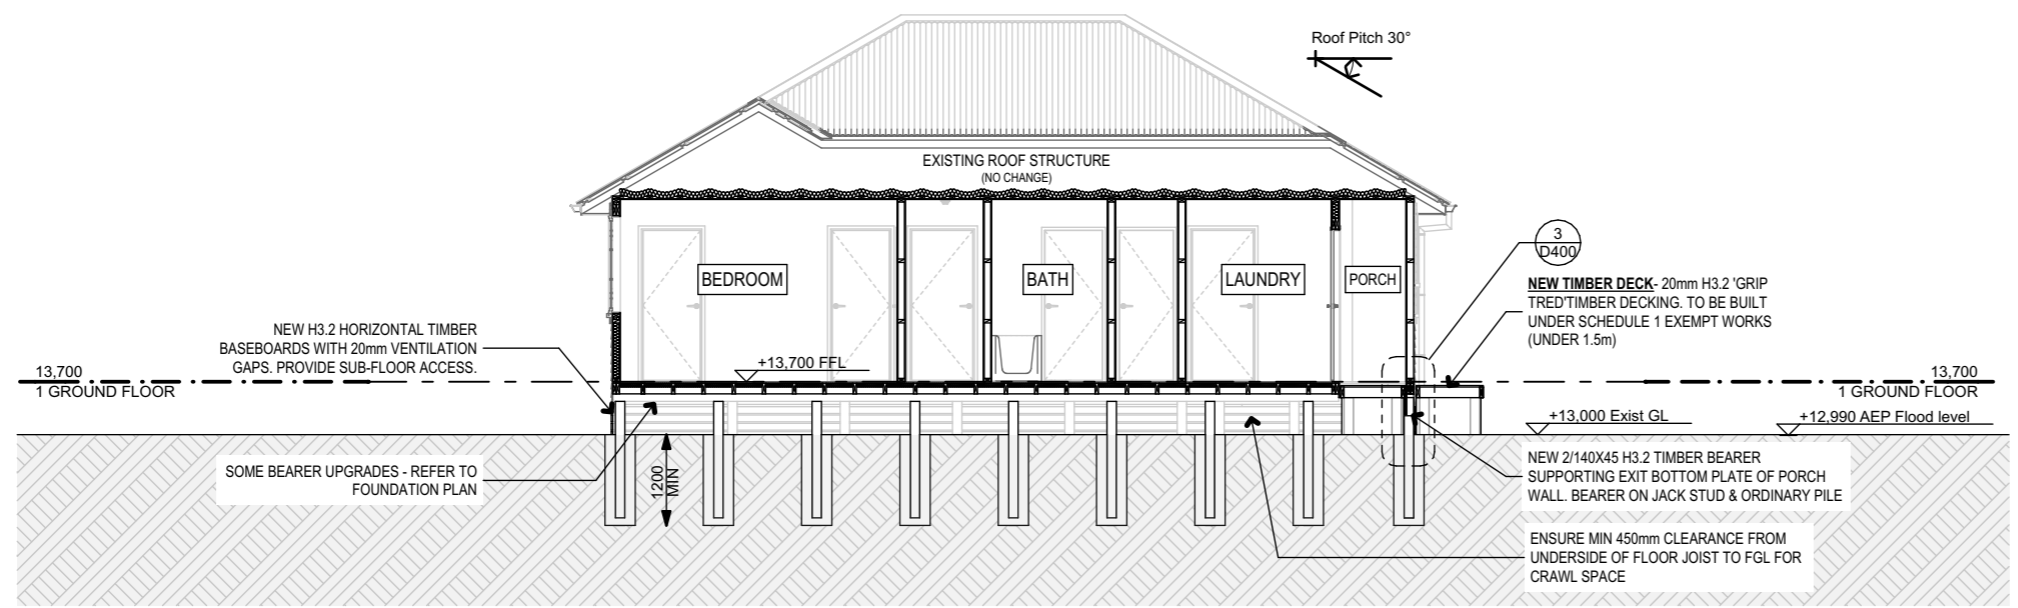 Roof Pitch 30°
EXISTING ROOF STRUCTURE
(NO CHANGE)
3
D400
BEDROOM
BATH
LAUNDRY
PORCH
NEW TIMBER DECK- 20mm H3.2 'GRIP
TRED'TIMBER DECKING. TO BE BUILT
UNDER SCHEDULE 1 EXEMPT WORKS
(UNDER 1.5m)
NEW H3.2 HORIZONTAL TIMBER
BASEBOARDS WITH 20mm VENTILATION
GAPS. PROVIDE SUB-FLOOR ACCESS.
+13,700 FFL
13,700
1 GROUND FLOOR
13,700
1 GROUND FLOOR
+13,000 Exist GL
+12,990 AEP Flood level
SOME BEARER UPGRADES - REFER TO
FOUNDATION PLAN
1200
MIN
NEW 2/140X45 H3.2 TIMBER BEARER
SUPPORTING EXIT BOTTOM PLATE OF PORCH
WALL. BEARER ON JACK STUD & ORDINARY PILE
ENSURE MIN 450mm CLEARANCE FROM
UNDERSIDE OF FLOOR JOIST TO FGL FOR
CRAWL SPACE